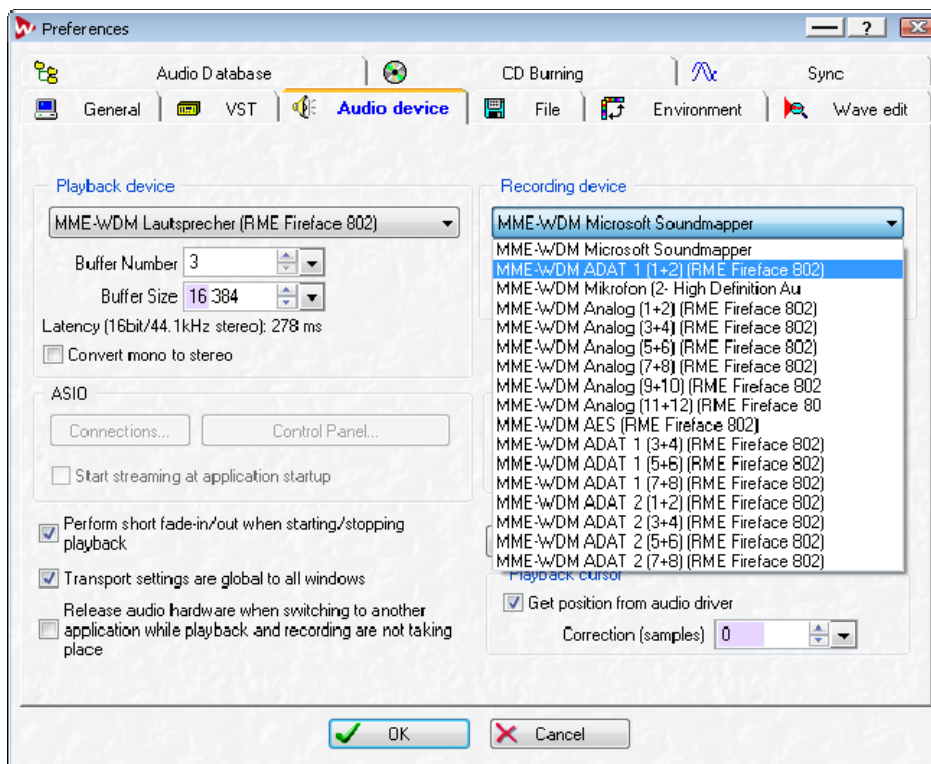 Preferences
?
Audio Database
CD Burning
Sync
General
VST
Audio device
File
Environment
Wave edit
Playback device
MME-WDM Lautsprecher (RME Fireface 802)
Buffer Number 3
Buffer Size 16 384
Latency (16bit/44.1kHz stereo): 278 ms
Convert mono to stereo
ASIO
Connections...
Control Panel...
Start streaming at application startup
Perform short fade-in/out when starting/stopping
playback
Transport settings are global to all windows
Release audio hardware when switching to another
application while playback and recording are not taking
place
Recording device
MME-WDM Microsoft Soundmapper
MME-WDM Microsoft Soundmapper
MME-WDM ADAT 1 (1+2) (RME Fireface 802)
MME-WDM Mikrofon (2- High Definition Au
MME-WDM Analog (1+2) (RME Fireface 802)
MME-WDM Analog (3+4) (RME Fireface 802)
MME-WDM Analog (5+6) (RME Fireface 802)
MME-WDM Analog (7+8) (RME Fireface 802)
MME-WDM Analog (9+10) (RME Fireface 802
MME-WDM Analog (11+12) (RME Fireface 80
MME-WDM AES (RME Fireface 802)
MME-WDM ADAT 1 (3+4) (RME Fireface 802)
MME-WDM ADAT 1 (5+6) (RME Fireface 802)
MME-WDM ADAT 1 (7+8) (RME Fireface 802)
MME-WDM ADAT 2 (1+2) (RME Fireface 802)
MME-WDM ADAT 2 (3+4) (RME Fireface 802)
MME-WDM ADAT 2 (5+6) (RME Fireface 802)
MME-WDM ADAT 2 (7+8) (RME Fireface 802)
Playback cursor
Get position from audio driver
Correction (samples) 0
OK
Cancel